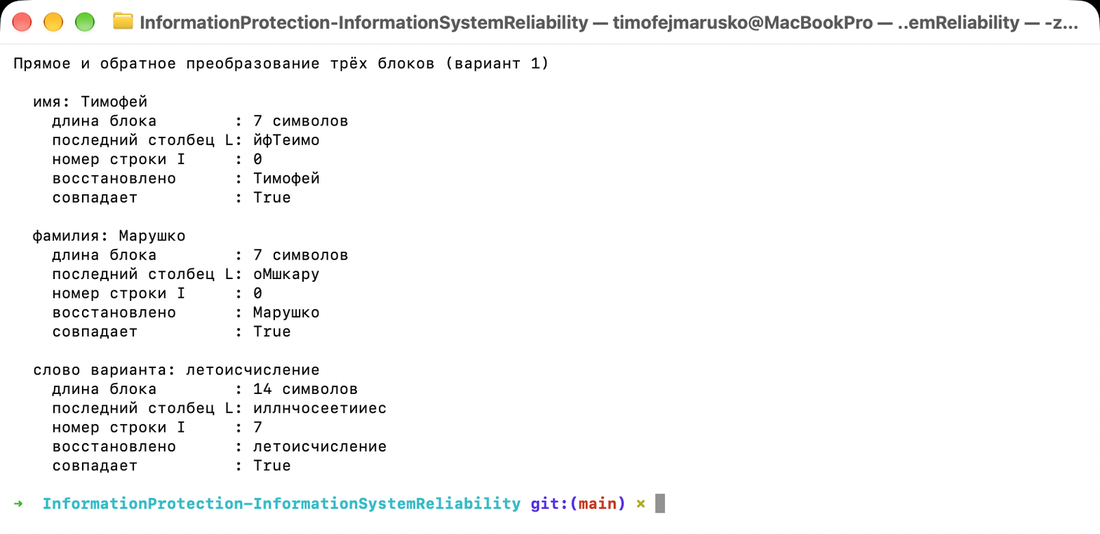 InformationProtection-InformationSystemReliability — timofejmarusko@MacBookPro — ..emReliability — -z...
Прямое и обратное преобразование трёх блоков (вариант 1)
имя: Тимофей
длина блока : 7 символов
последний столбец L: йфТеимо
номер строки I : 0
восстановлено : Тимофей
совпадает : True
фамилия: Марушко
длина блока : 7 символов
последний столбец L: оМшкару
номер строки I : 0
восстановлено : Марушко
совпадает : True
слово варианта: летоисчисление
длина блока : 14 символов
последний столбец L: иллнчосеетииес
номер строки I : 7
восстановлено : летоисчисление
совпадает : True
➜ InformationProtection-InformationSystemReliability git:(main) ×